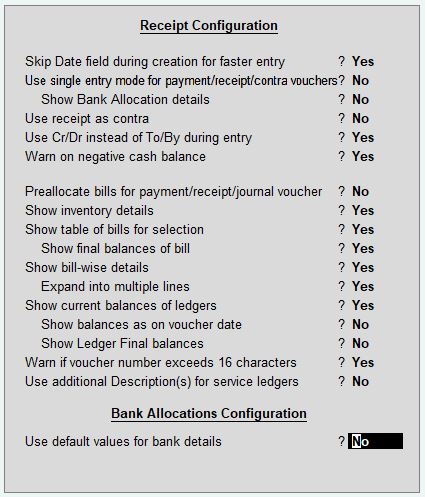 Receipt Configuration
Skip Date field during creation for faster entry ? Yes
Use single entry mode for payment/receipt/contra vouchers? No
Show Bank Allocation details ? No
Use receipt as contra ? No
Use Cr/Dr instead of To/By during entry ? Yes
Warn on negative cash balance ? Yes
Preallocate bills for payment/receipt/journal voucher ? No
Show inventory details ? Yes
Show table of bills for selection ? Yes
Show final balances of bill ? Yes
Show bill-wise details ? Yes
Expand into multiple lines ? Yes
Show current balances of ledgers ? Yes
Show balances as on voucher date ? No
Show Ledger Final balances ? No
Warn if voucher number exceeds 16 characters ? Yes
Use additional Description(s) for service ledgers ? No
Bank Allocations Configuration
Use default values for bank details ? No